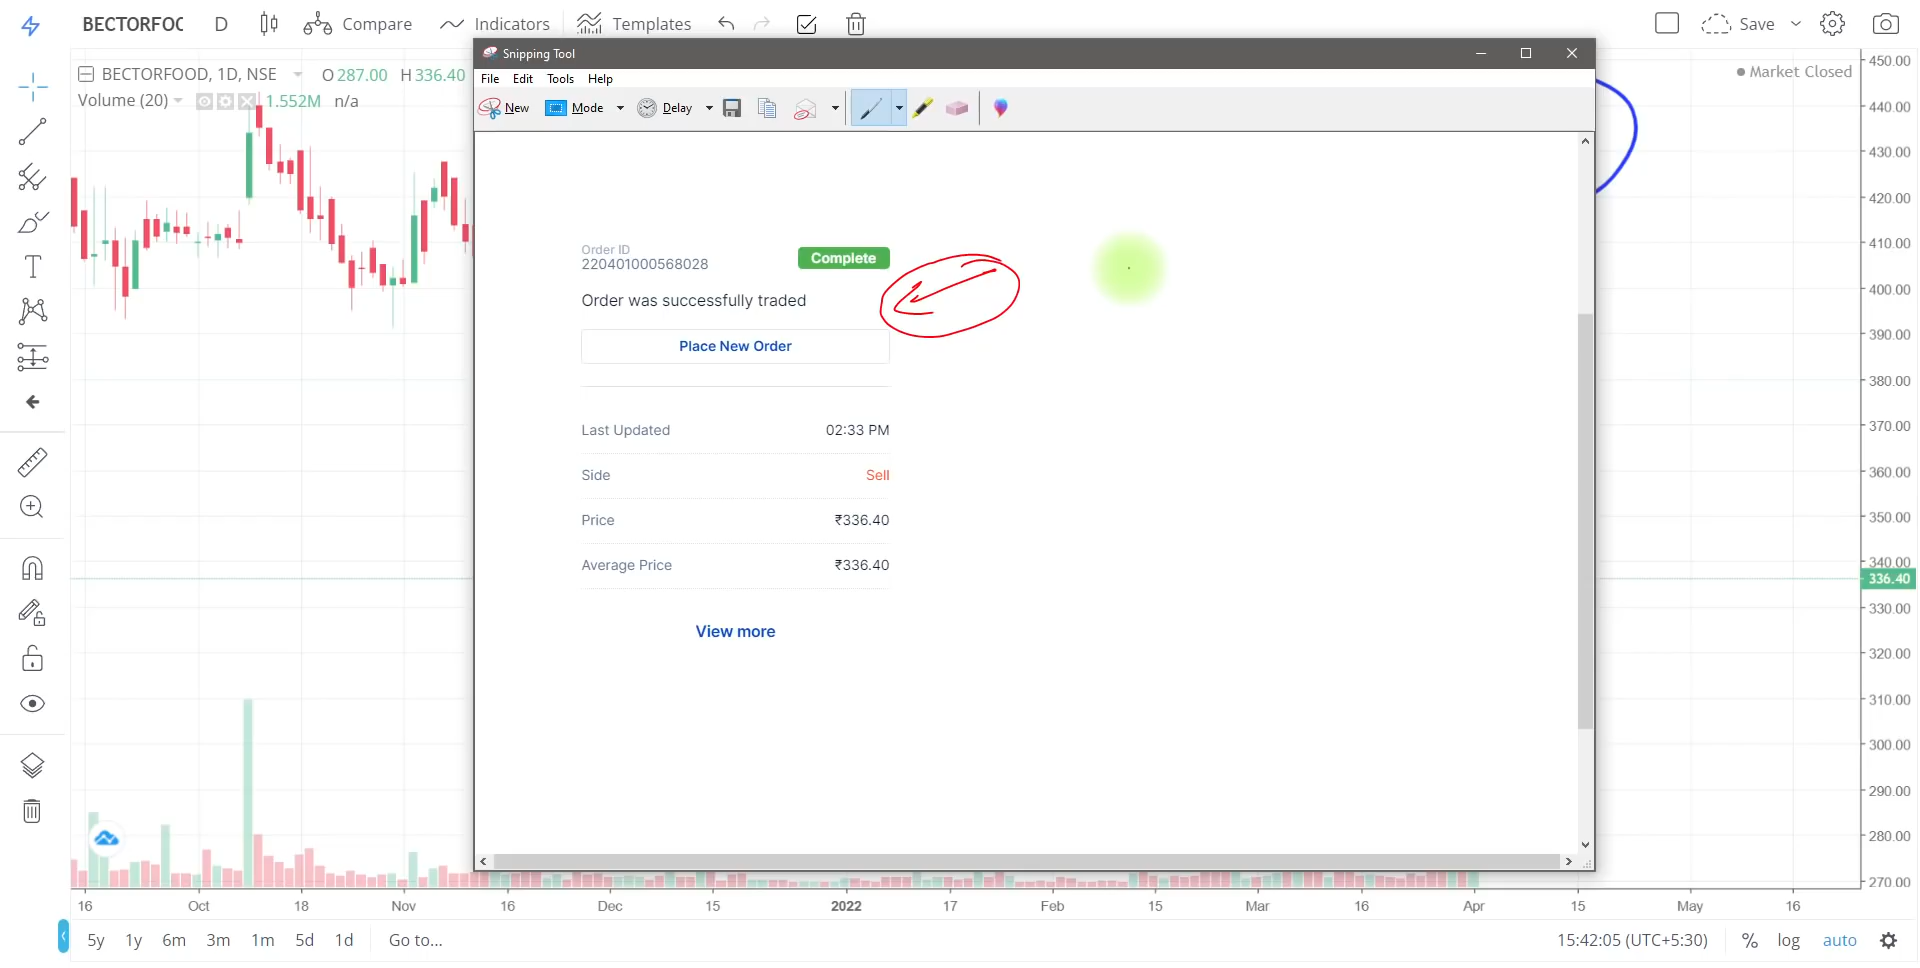 BECTORFOO
D
Compare
Indicators
Templates
Save
BECTORFOOD, 1D, NSE
O 287.00 H 336.40
Volume (20)
1.552M n/a
Market Closed
Snipping Tool
File Edit Tools Help
New Mode Delay
Order ID
220401000568028
Complete
Order was successfully traded
Place New Order
Last Updated 02:33 PM
Side Sell
Price ₹336.40
Average Price ₹336.40
View more
450.00
440.00
430.00
420.00
410.00
400.00
390.00
380.00
370.00
360.00
350.00
340.00
336.40
330.00
320.00
310.00
300.00
290.00
280.00
270.00
16 Oct 18 Nov 16 Dec 15 2022 17 Feb 15 Mar 16 Apr 15 May 16
5y 1y 6m 3m 1m 5d 1d Go to...
15:42:05 (UTC+5:30) % log auto